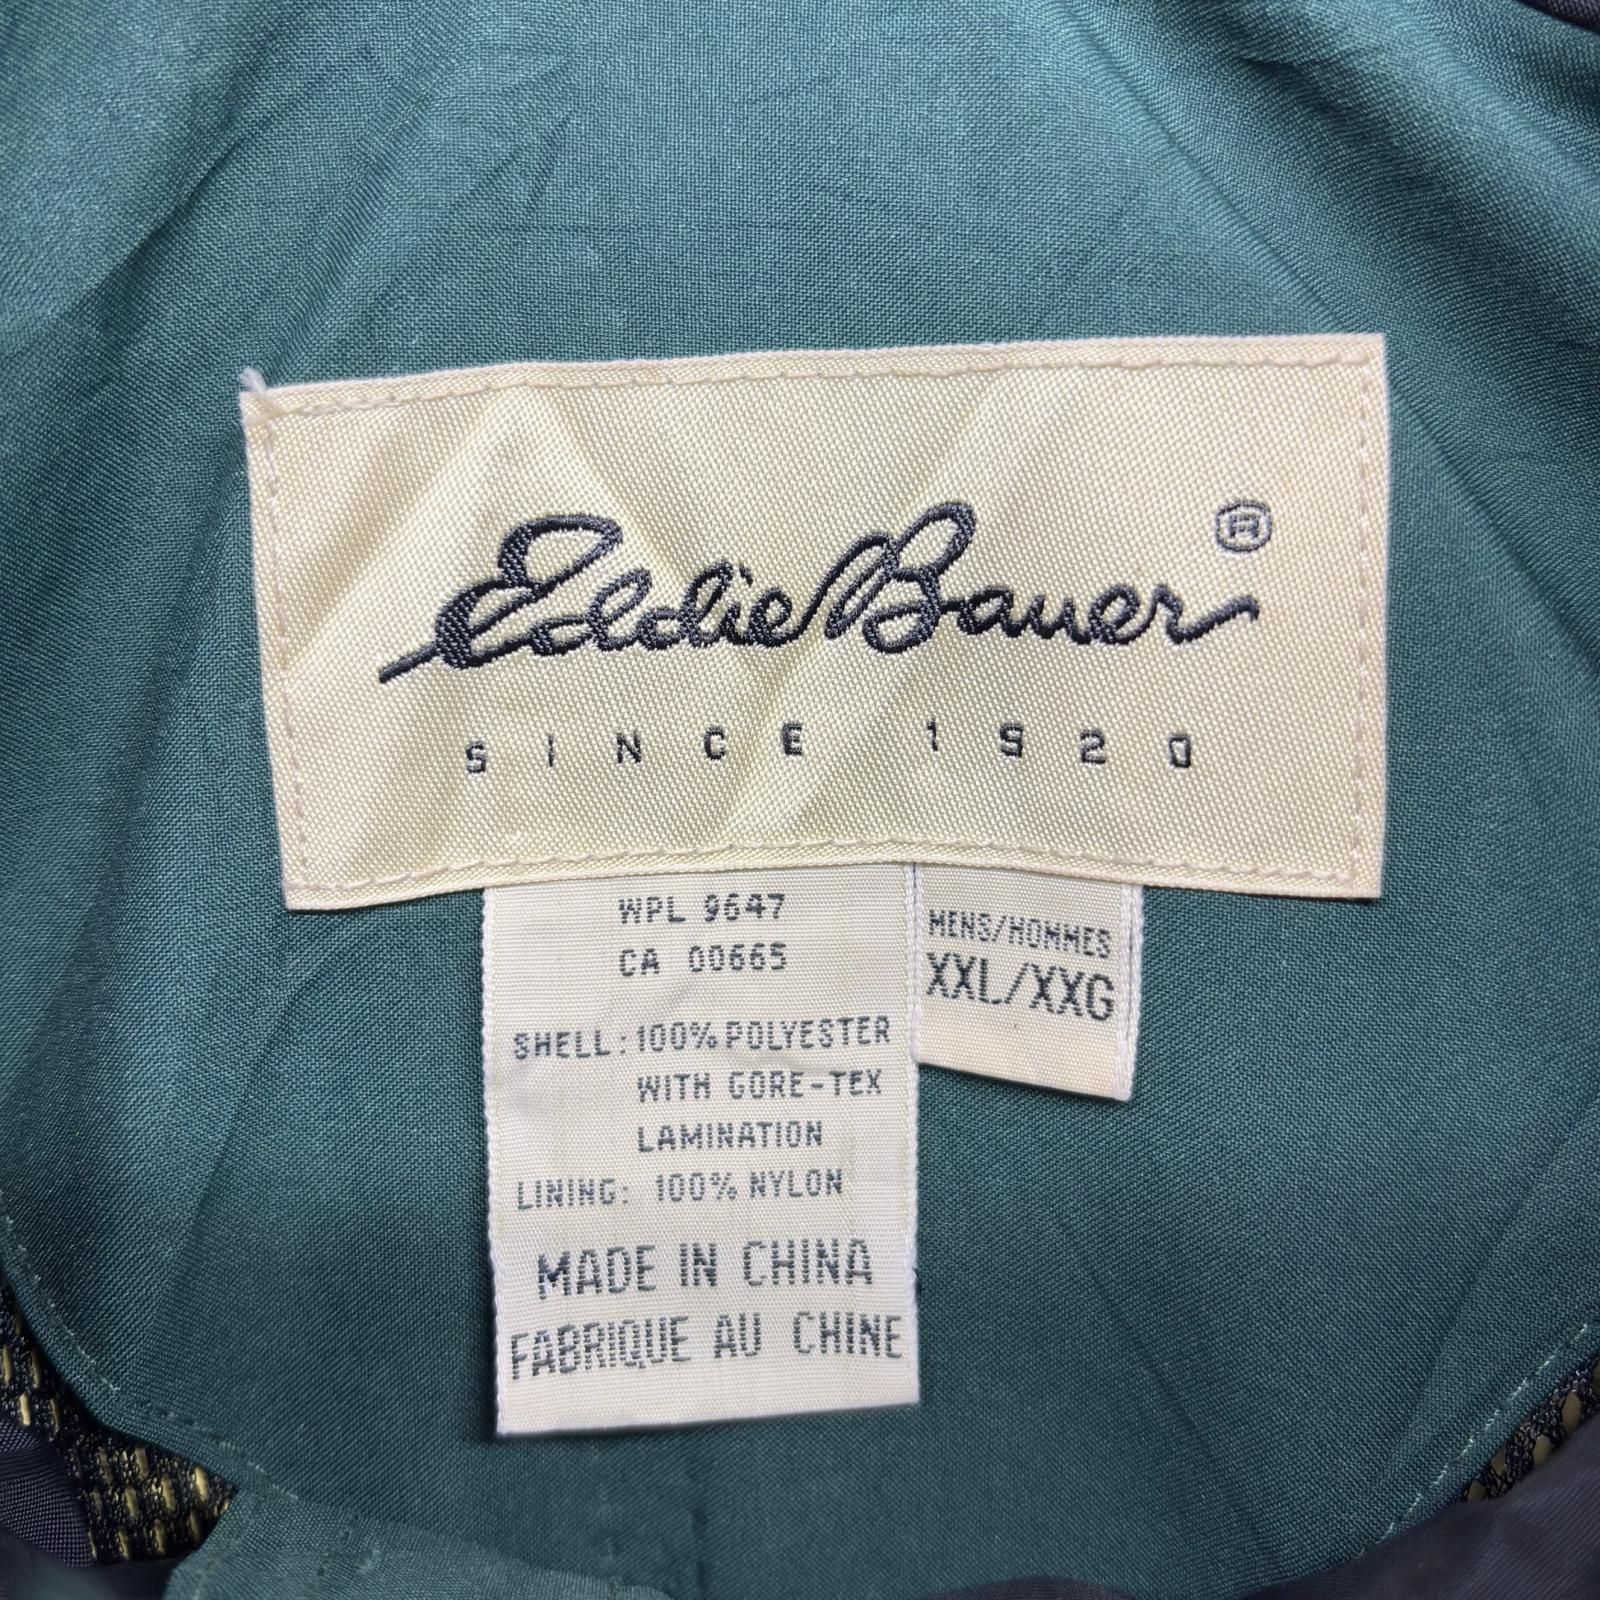 Eddie Bauer ®
SINCE 1920
WPL 9647
CA 00665
SHELL: 100% POLYESTER
WITH GORE-TEX
LAMINATION
LINING: 100% NYLON
MADE IN CHINA
FABRIQUE AU CHINE
MENS/HOMMES
XXL/XXG